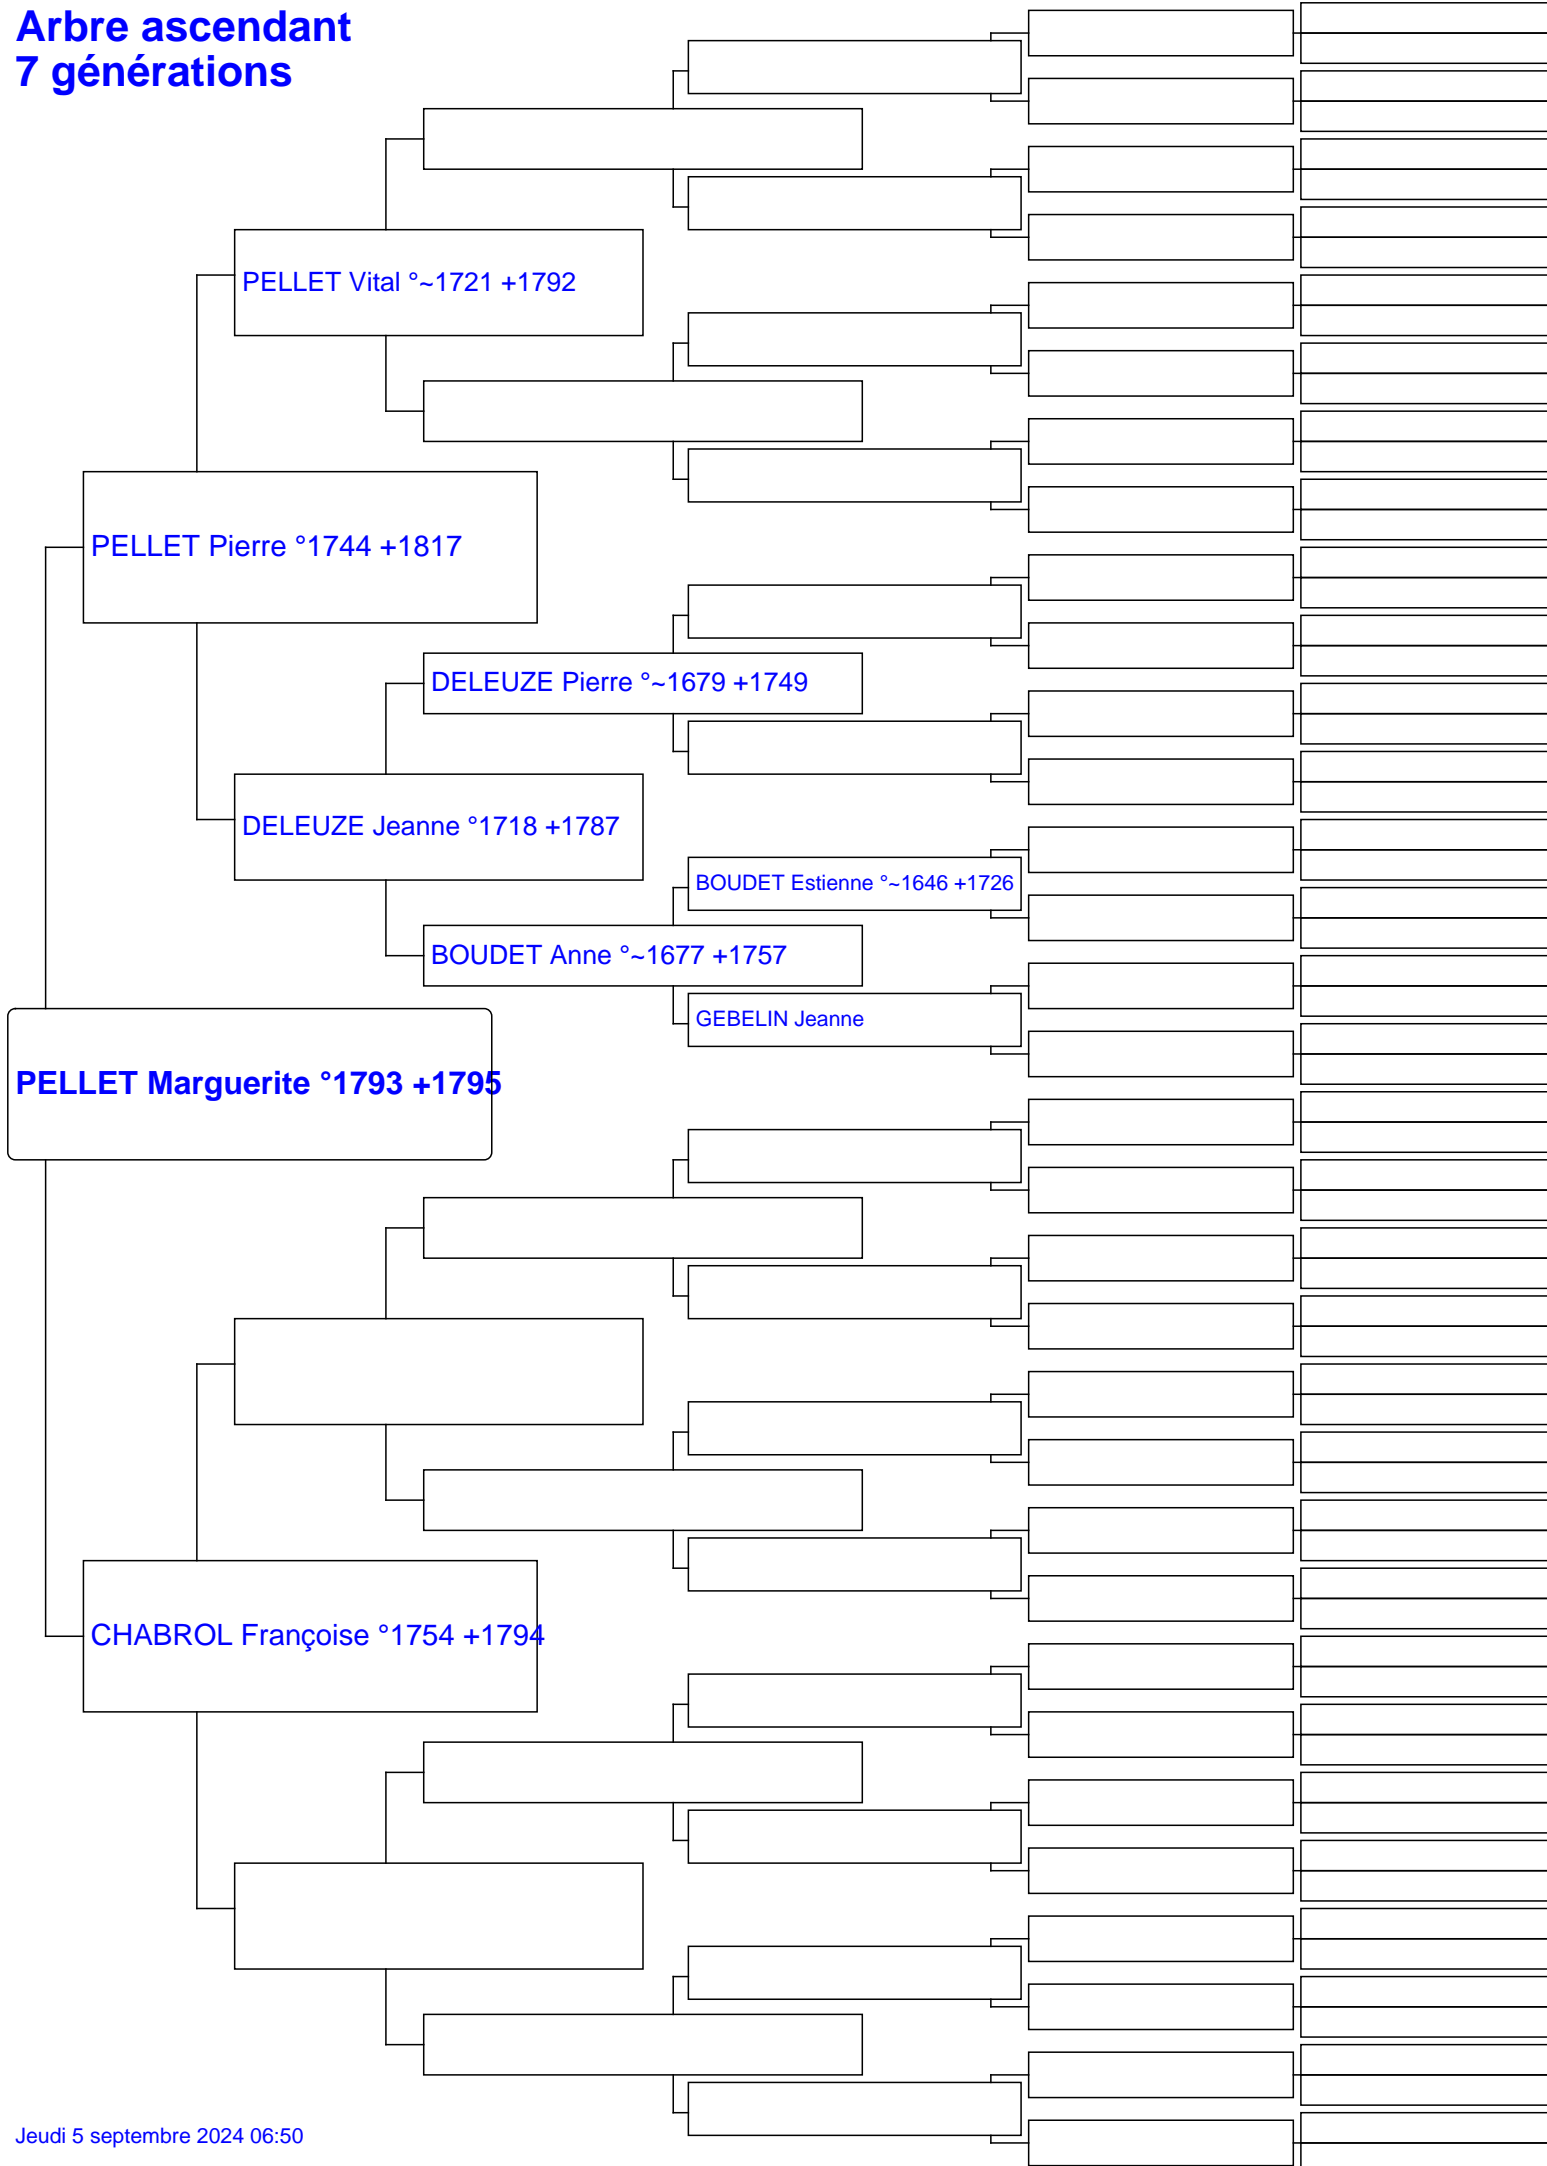 Arbre ascendant
7 générations
PELLET Vital °~1721 +1792
PELLET Pierre °1744 +1817
DELEUZE Pierre °~1679 +1749
DELEUZE Jeanne °1718 +1787
BOUDET Estienne °~1646 +1726
BOUDET Anne °~1677 +1757
GEBELIN Jeanne
PELLET Marguerite °1793 +1795
CHABROL Françoise °1754 +1794
Jeudi 5 septembre 2024 06:50